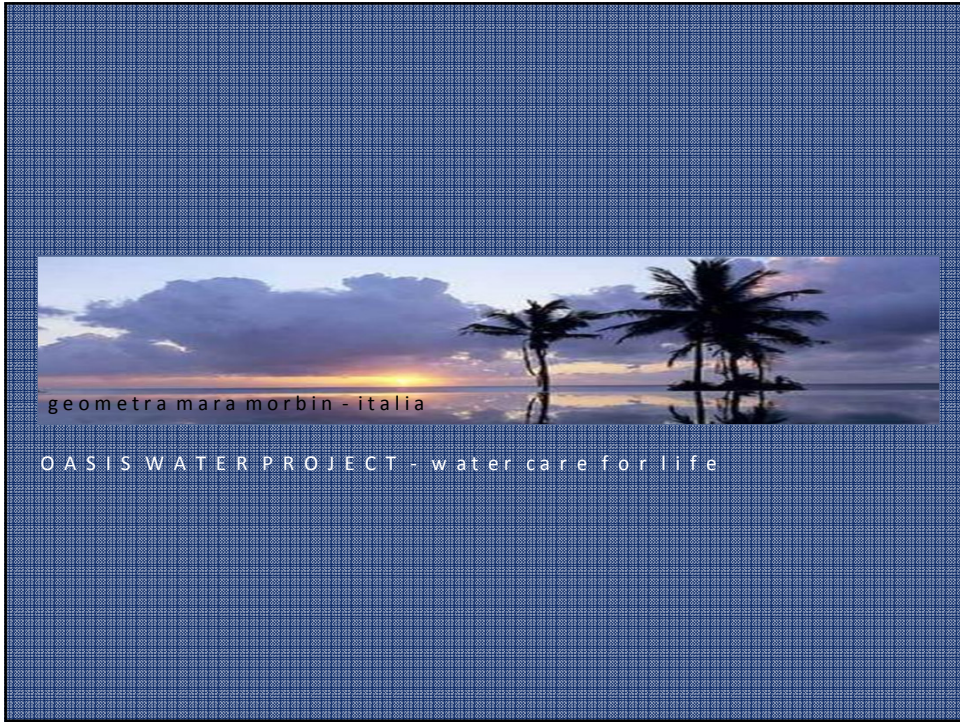 geometra mara morbin - italia
OASIS WATER PROJECT - water care for life